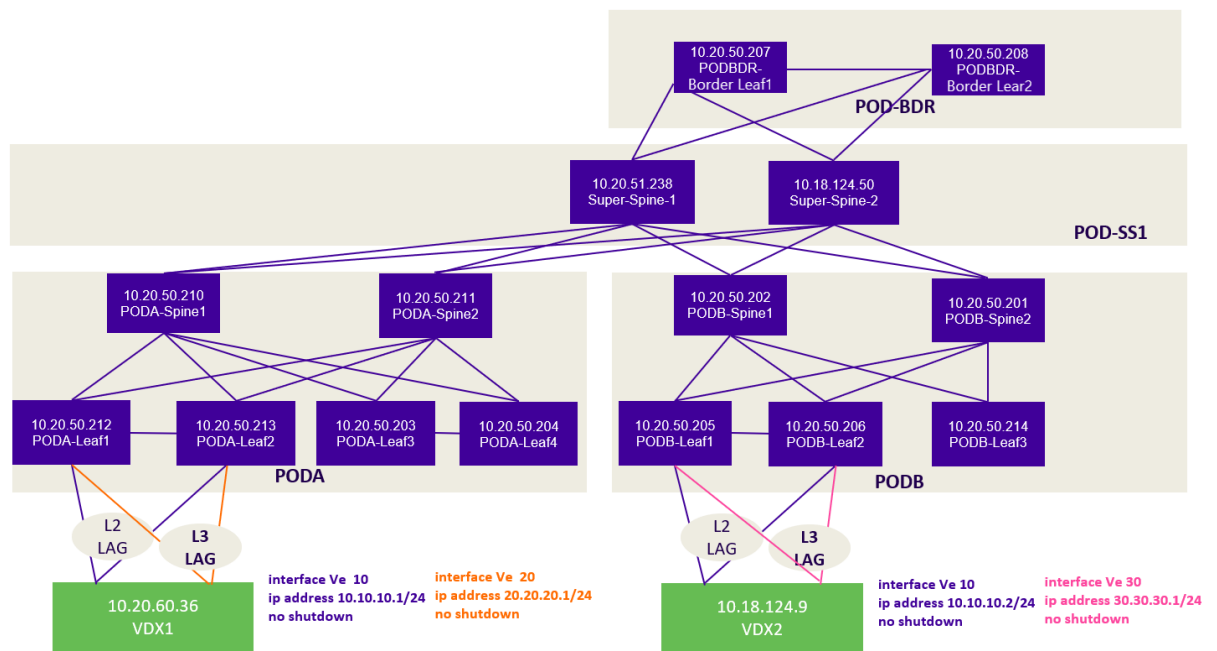 10.20.50.207
PODBDR-
Border Leaf1
10.20.50.208
PODBDR-
Border Lear2
POD-BDR
10.20.51.238
Super-Spine-1
10.18.124.50
Super-Spine-2
POD-SS1
10.20.50.210
PODA-Spine1
10.20.50.211
PODA-Spine2
10.20.50.202
PODB-Spine1
10.20.50.201
PODB-Spine2
10.20.50.212
PODA-Leaf1
10.20.50.213
PODA-Leaf2
10.20.50.203
PODA-Leaf3
10.20.50.204
PODA-Leaf4
PODA
10.20.50.205
PODB-Leaf1
10.20.50.206
PODB-Leaf2
10.20.50.214
PODB-Leaf3
PODB
L2
LAG
L3
LAG
L2
LAG
L3
LAG
10.20.60.36
VDX1
interface Ve 10
ip address 10.10.10.1/24
no shutdown
interface Ve 20
ip address 20.20.20.1/24
no shutdown
10.18.124.9
VDX2
interface Ve 10
ip address 10.10.10.2/24
no shutdown
interface Ve 30
ip address 30.30.30.1/24
no shutdown